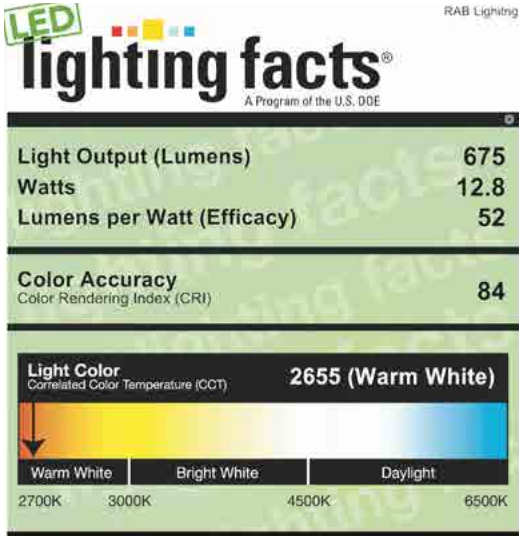 LED
RAB Lighitng
lighting facts®
A Program of the U.S. DOE
Light Output (Lumens) 675
Watts 12.8
Lumens per Watt (Efficacy) 52
Color Accuracy
Color Rendering Index (CRI) 84
Light Color
Correlated Color Temperature (CCT) 2655 (Warm White)
Warm White Bright White Daylight
2700K 3000K 4500K 6500K